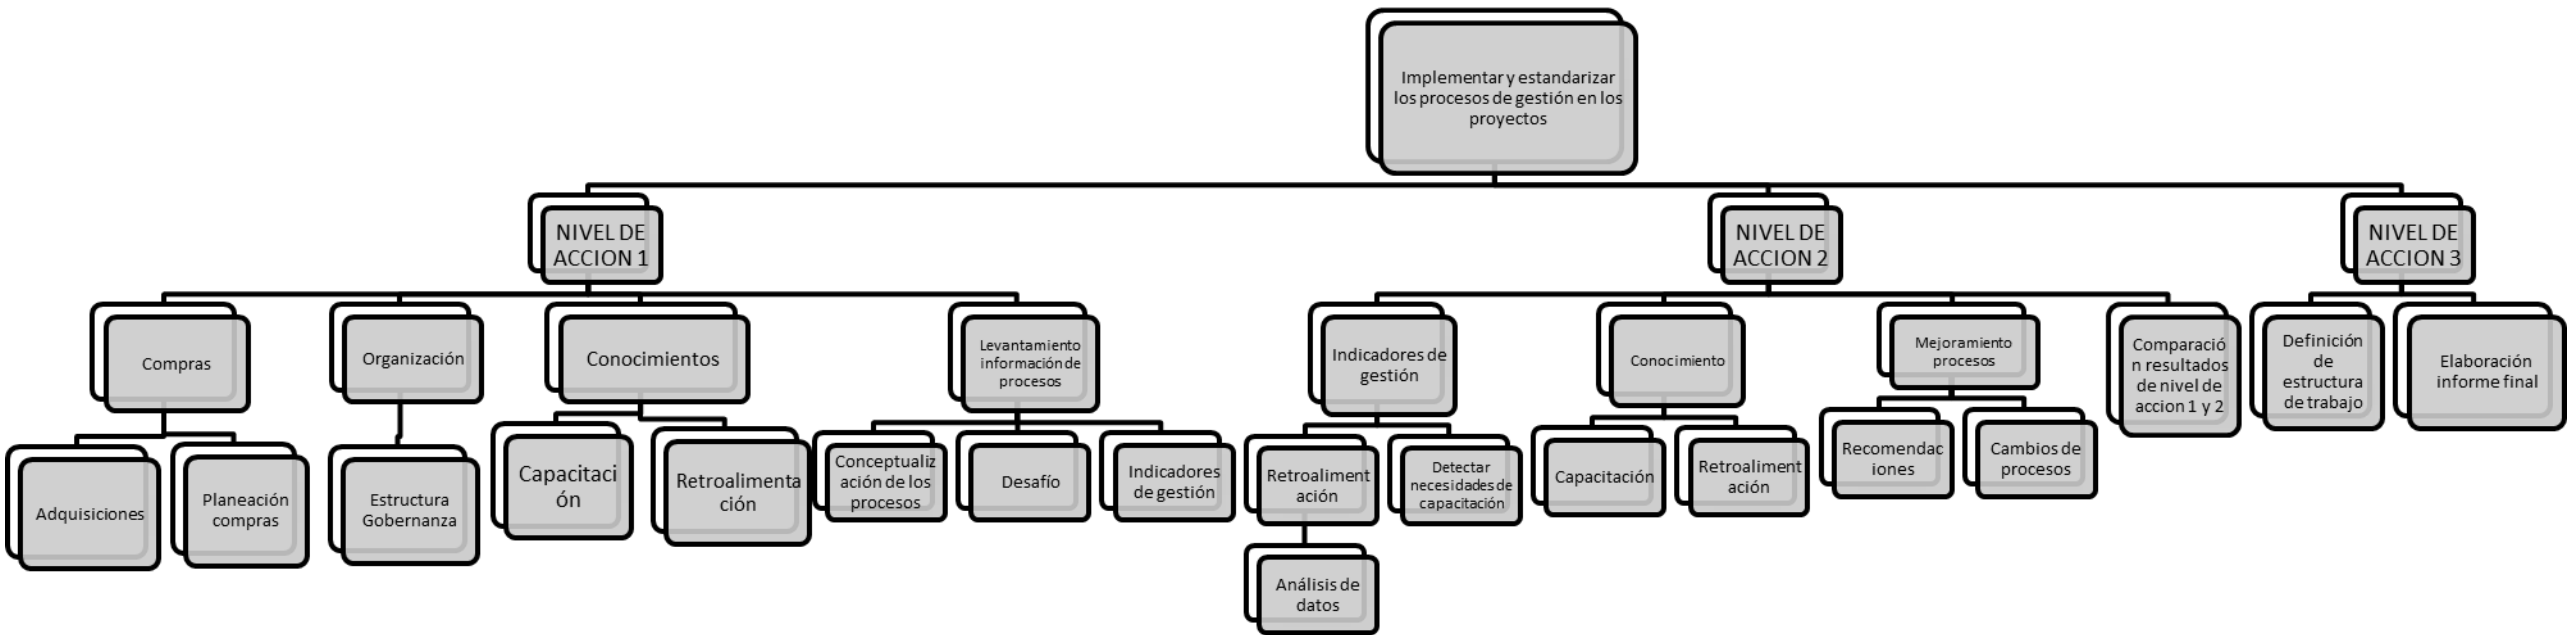 Implementar y estandarizar
los procesos de gestión en los
proyectos
NIVEL DE
ACCION 1
NIVEL DE
ACCION 2
NIVEL DE
ACCION 3
Compras
Organización
Conocimientos
Levantamiento
información de
procesos
Indicadores de
gestión
Conocimiento
Mejoramiento
procesos
Comparació
n resultados
de nivel de
accion 1 y 2
Definición
de
estructura
de trabajo
Elaboración
informe final
Adquisiciones
Planeación
compras
Estructura
Gobernanza
Capacitaci
ón
Retroalimenta
ción
Conceptualiz
ación de los
procesos
Desafío
Indicadores
de gestión
Retroaliment
ación
Detectar
necesidades de
capacitación
Capacitación
Retroaliment
ación
Recomendac
iones
Cambios de
procesos
Análisis de
datos